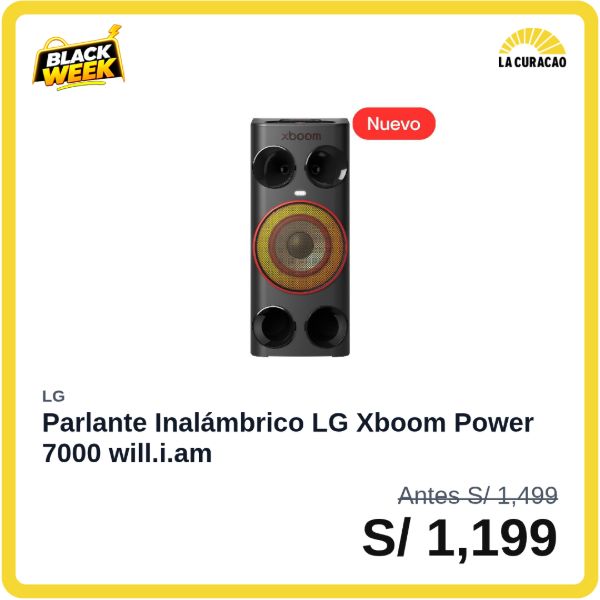 BLACK
WEEK
LA CURACAO
Nuevo
xboom
LG
Parlante Inalámbrico LG Xboom Power
7000 will.i.am
Antes S/ 1,499
S/ 1,199